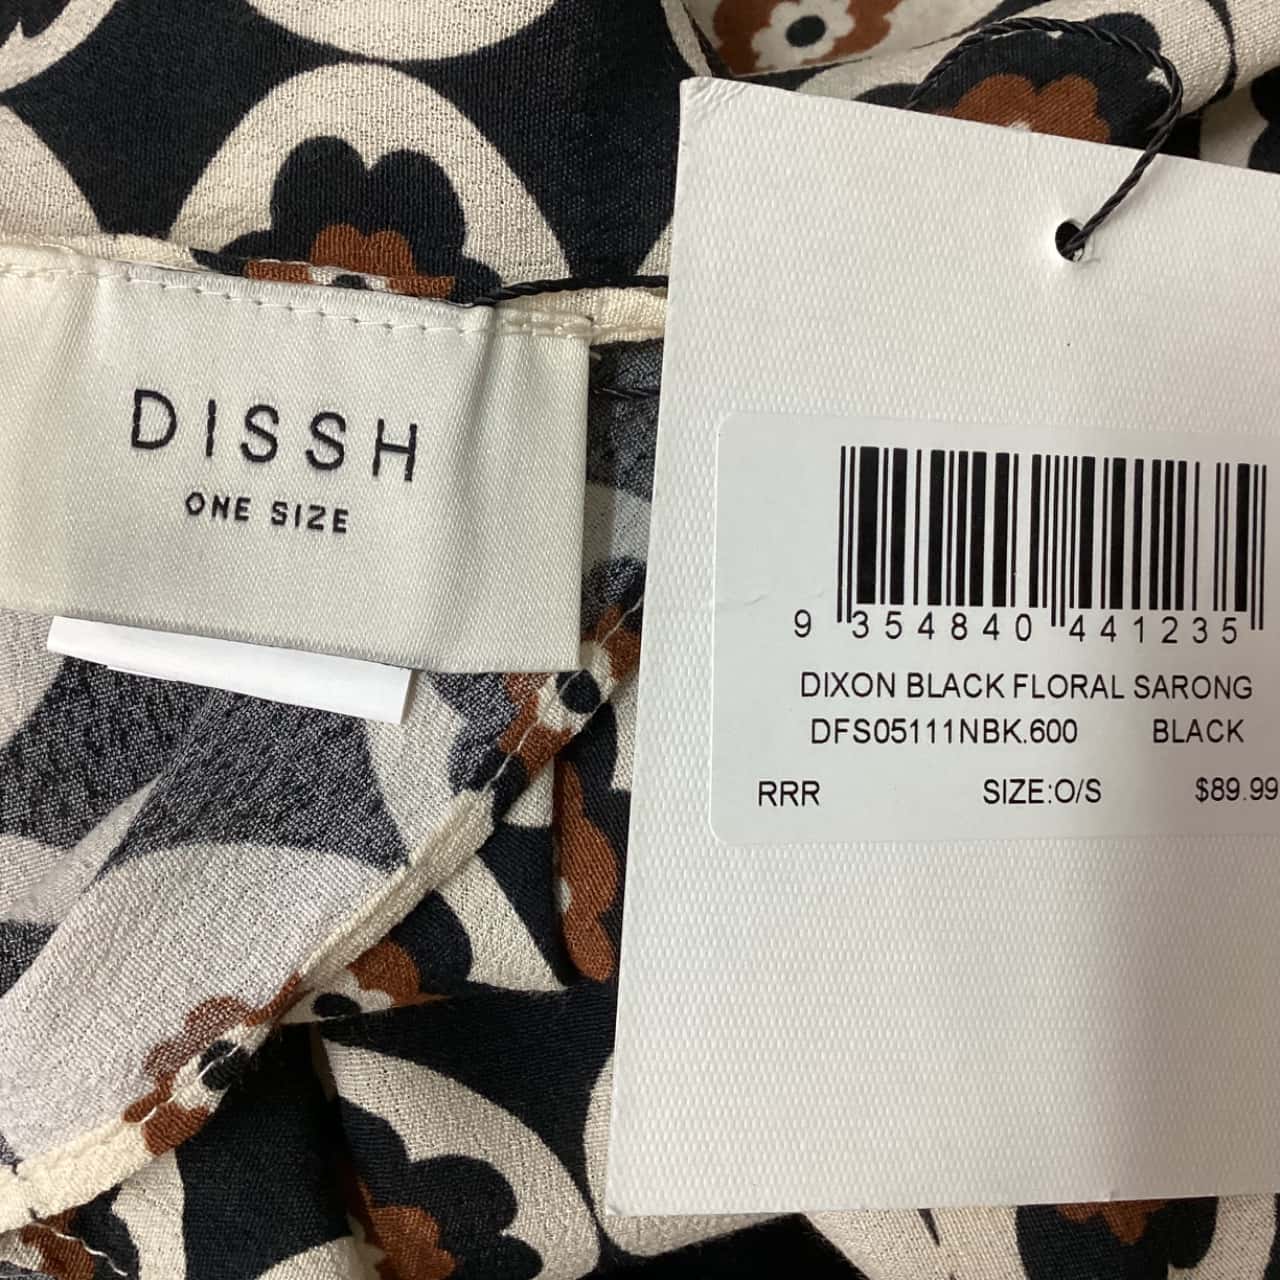 DISSH
ONE SIZE
9 354840 441235
DIXON BLACK FLORAL SARONG
DFS05111NBK.600 BLACK
RRR SIZE:O/S $89.99